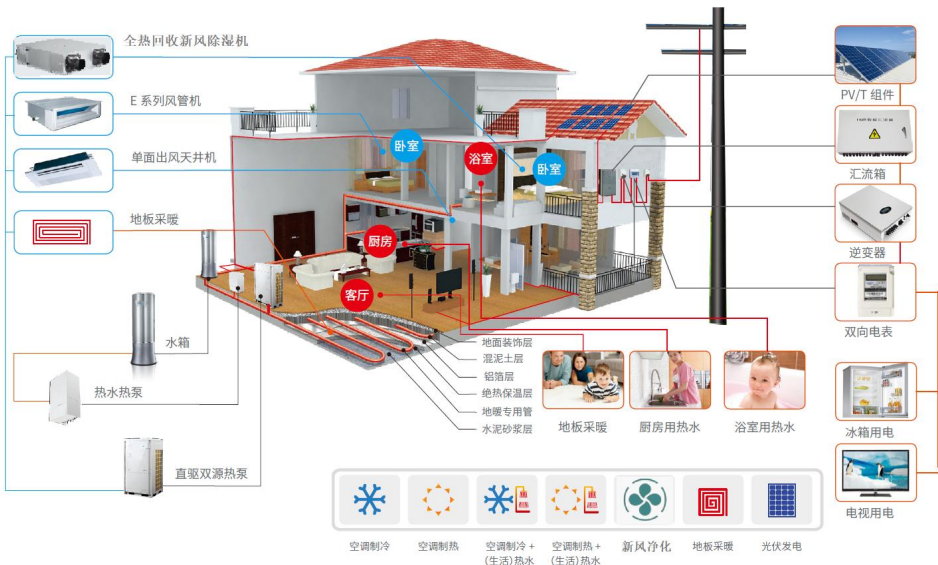 全热回收新风除湿机
E 系列风管机
单面出风天井机
地板采暖
水箱
热水热泵
直驱双源热泵
卧室
浴室
卧室
厨房
客厅
地面装饰层
混泥土层
铝箔层
绝热保温层
地暖专用管
水泥砂浆层
地板采暖
厨房用热水
浴室用热水
PV/T 组件
汇流箱
逆变器
双向电表
冰箱用电
电视用电
空调制冷
空调制热
空调制冷 +
（生活）热水
空调制热 +
（生活）热水
新风净化
地板采暖
光伏发电